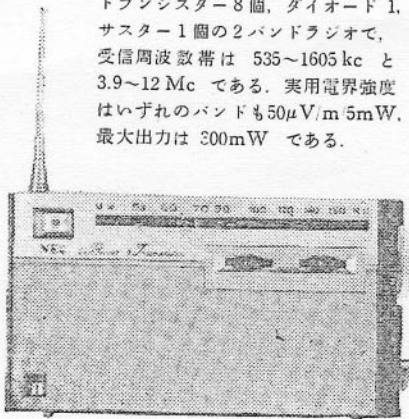 トランジスター8個，ダイオード 1，
サスター1個の2バンドラジオで，
受信周波数帯は 535～1605 kc と
3.9～12 Mc である．実用電界強度
はいずれのバンドも50μV/m/5mW，
最大出力は 300mW である．
NEC